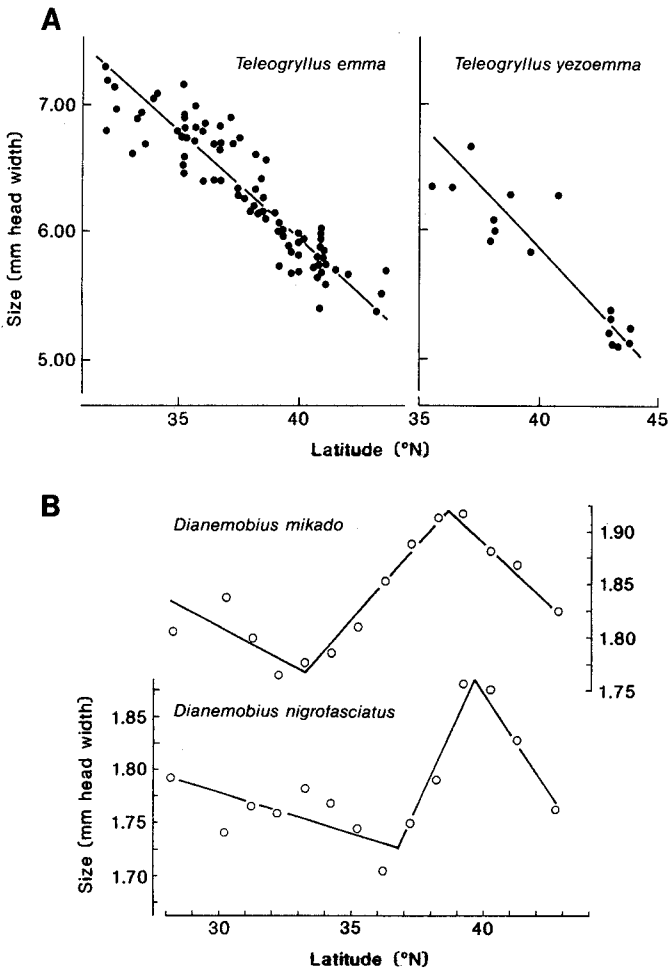 A
Teleogryllus emma
Teleogryllus yezoemma
7.00
6.00
5.00
Size (mm head width)
35
40
35
40
45
Latitude (°N)
B
Dianemobius mikado
1.90
1.85
1.80
1.75
Dianemobius nigrofasciatus
1.85
1.80
1.75
1.70
Size (mm head width)
30
35
40
Latitude (°N)